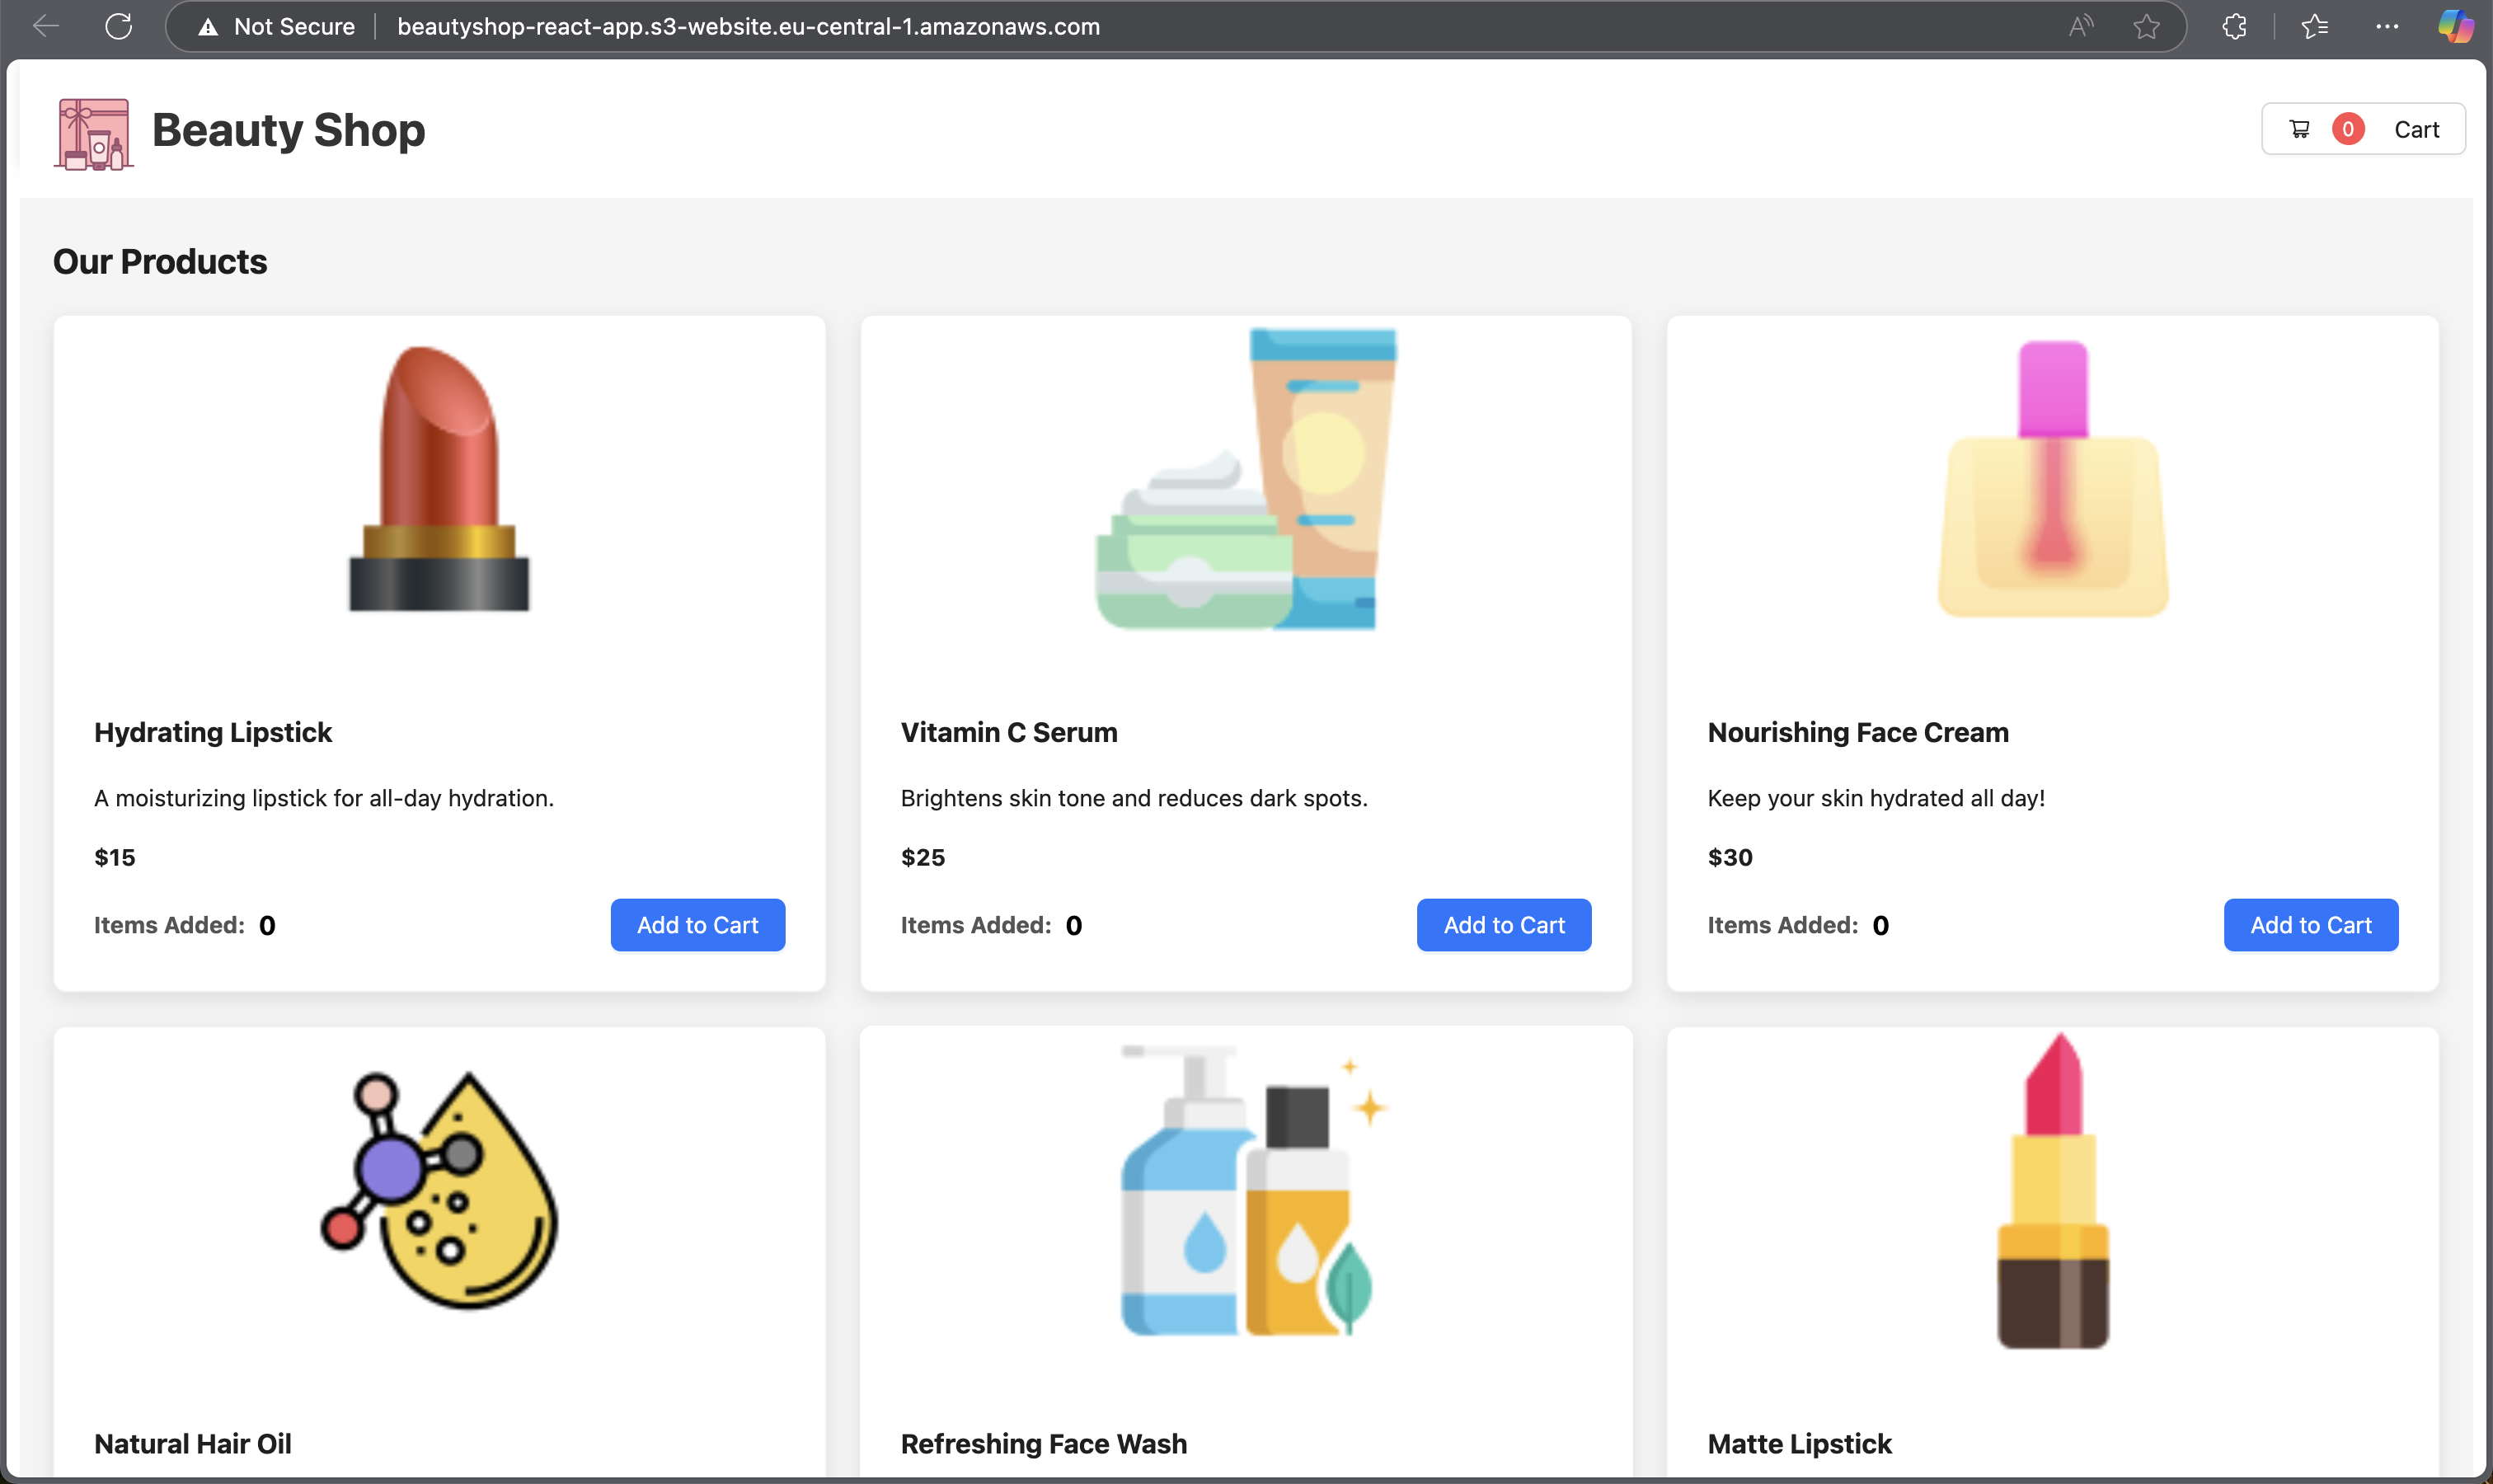 Not Secure beautyshop-react-app.s3-website.eu-central-1.amazonaws.com
Beauty Shop
0 Cart
Our Products
Hydrating Lipstick
A moisturizing lipstick for all-day hydration.
$15
Items Added: 0 Add to Cart
Vitamin C Serum
Brightens skin tone and reduces dark spots.
$25
Items Added: 0 Add to Cart
Nourishing Face Cream
Keep your skin hydrated all day!
$30
Items Added: 0 Add to Cart
Natural Hair Oil
Refreshing Face Wash
Matte Lipstick